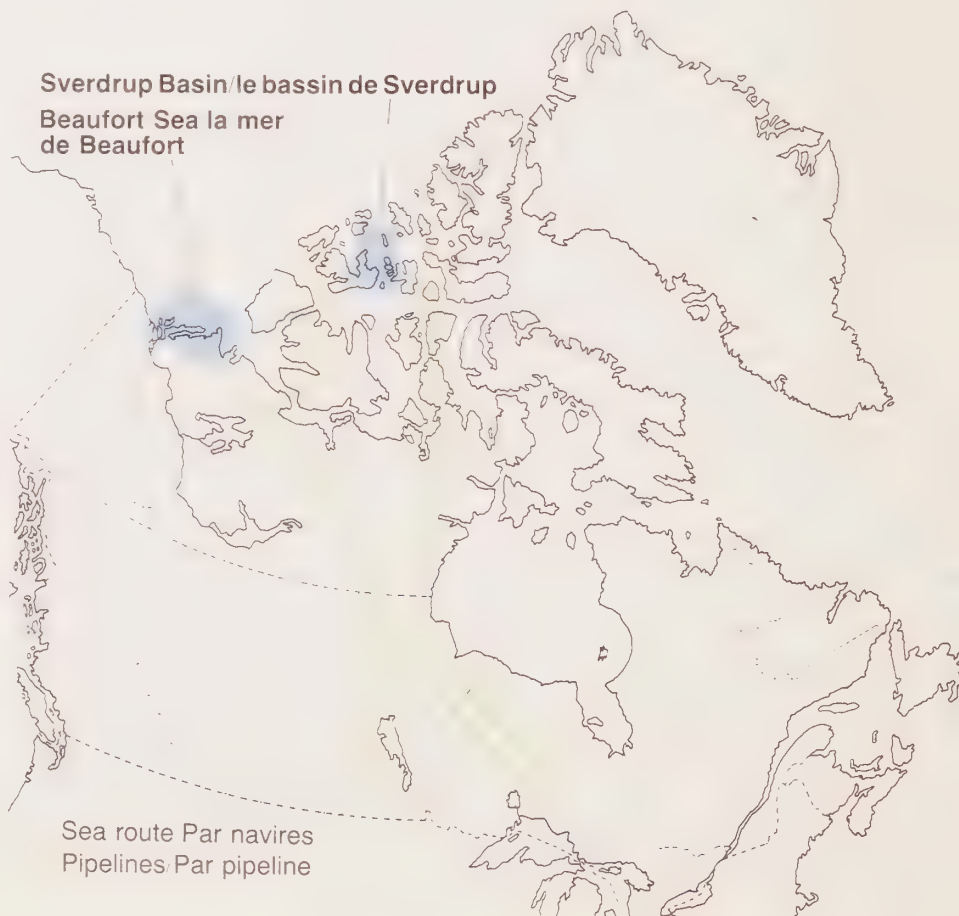 Sverdrup Basin/le bassin de Sverdrup
Beaufort Sea la mer
de Beaufort
Sea route Par navires
Pipelines/Par pipeline